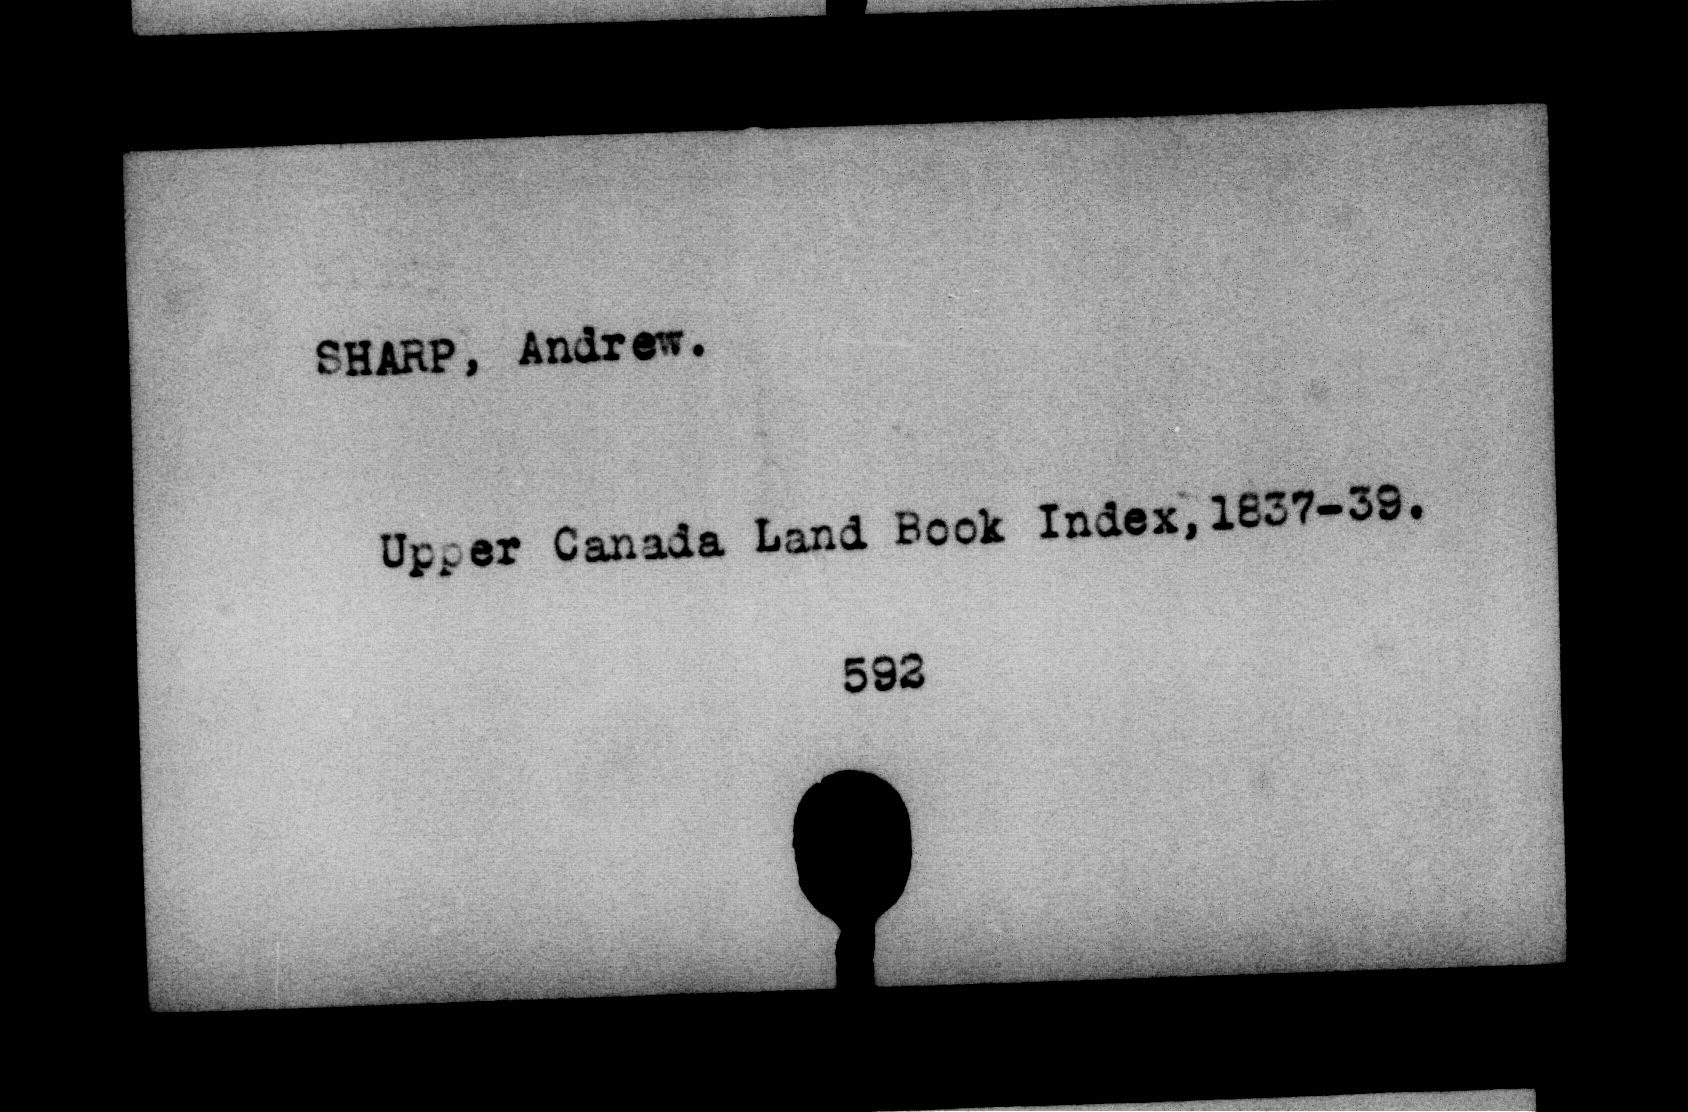 SHARP, Andrew.
Upper Canada Land Book Index,1837-39.
592